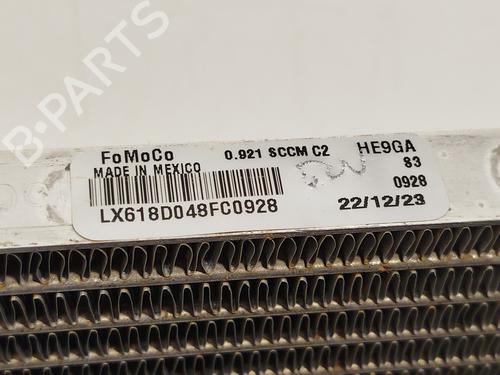 B-PARTS
FoMoCo 0.921 SCCM C2 HE9GA
MADE IN MEXICO 83
0928
LX618D048FC0928 22/12/23